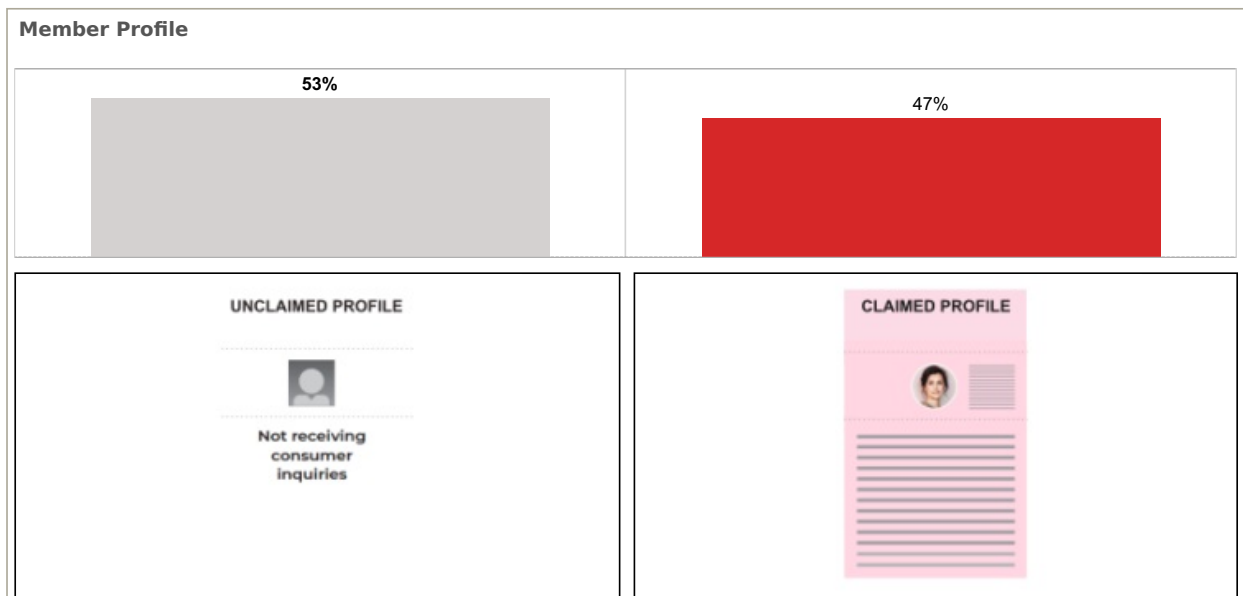 Member Profile
53%
47%
UNCLAIMED PROFILE
Not receiving
consumer
inquiries
CLAIMED PROFILE